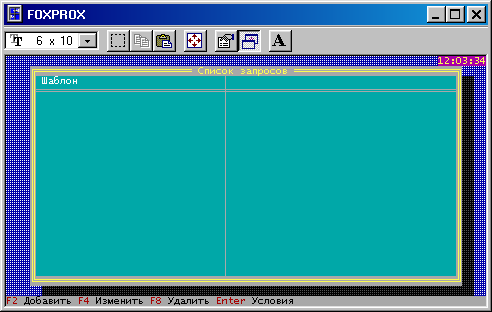 FOXPROX
6 x 10
A
12:03:34
Список запросов
Шаблон
F2 Добавить F4 Изменить F8 Удалить Enter Условия